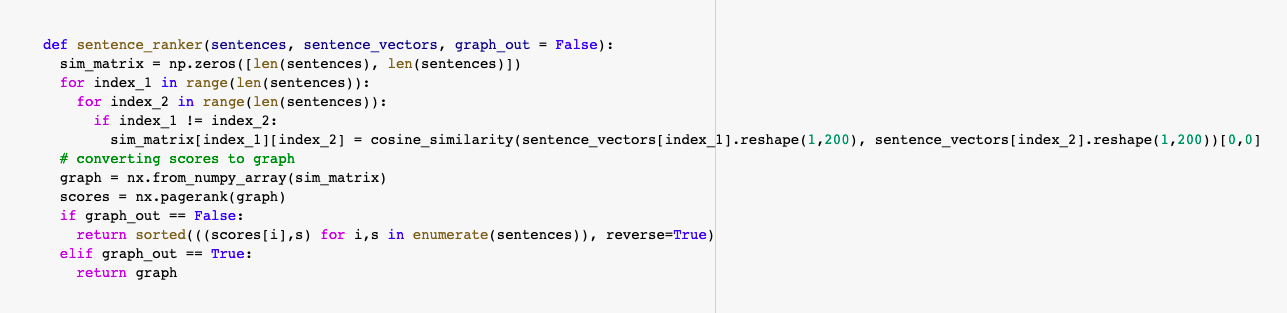 def sentence_ranker(sentences, sentence_vectors, graph_out = False):
  sim_matrix = np.zeros([len(sentences), len(sentences)])
  for index_1 in range(len(sentences)):
    for index_2 in range(len(sentences)):
      if index_1 != index_2:
        sim_matrix[index_1][index_2] = cosine_similarity(sentence_vectors[index_1].reshape(1,200), sentence_vectors[index_2].reshape(1,200))[0,0]
  # converting scores to graph
  graph = nx.from_numpy_array(sim_matrix)
  scores = nx.pagerank(graph)
  if graph_out == False:
    return sorted(((scores[i],s) for i,s in enumerate(sentences)), reverse=True)
  elif graph_out == True:
    return graph